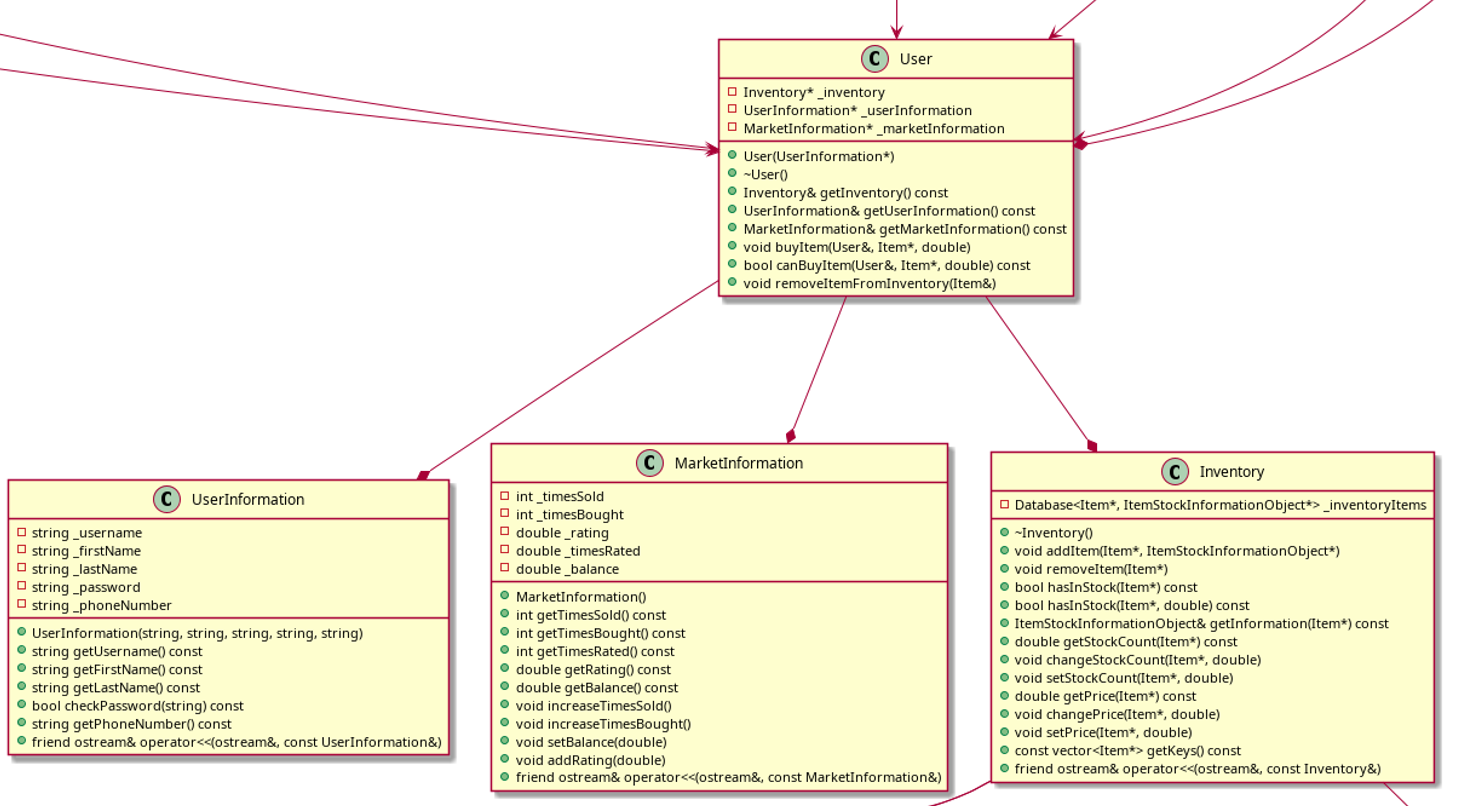 C User
Inventory* _inventory
UserInformation* _userInformation
MarketInformation* _marketInformation
User(UserInformation*)
~User()
Inventory& getInventory() const
UserInformation& getUserInformation() const
MarketInformation& getMarketInformation() const
void buyItem(User&, Item*, double)
bool canBuyItem(User&, Item*, double) const
void removeItemFromInventory(Item&)
C UserInformation
string _username
string _firstName
string _lastName
string _password
string _phoneNumber
UserInformation(string, string, string, string, string)
string getUsername() const
string getFirstName() const
string getLastName() const
bool checkPassword(string) const
string getPhoneNumber() const
friend ostream& operator<<(ostream&, const UserInformation&)
C MarketInformation
int _timesSold
int _timesBought
double _rating
double _timesRated
double _balance
MarketInformation()
int getTimesSold() const
int getTimesBought() const
int getTimesRated() const
double getRating() const
double getBalance() const
void increaseTimesSold()
void increaseTimesBought()
void setBalance(double)
void addRating(double)
friend ostream& operator<<(ostream&, const MarketInformation&)
C Inventory
Database<Item*, ItemStockInformationObject*> _inventoryItems
~Inventory()
void addItem(Item*, ItemStockInformationObject*)
void removeItem(Item*)
bool hasInStock(Item*) const
bool hasInStock(Item*, double) const
ItemStockInformationObject& getInformation(Item*) const
double getStockCount(Item*) const
void changeStockCount(Item*, double)
void setStockCount(Item*, double)
double getPrice(Item*) const
void changePrice(Item*, double)
void setPrice(Item*, double)
const vector<Item*> getKeys() const
friend ostream& operator<<(ostream&, const Inventory&)